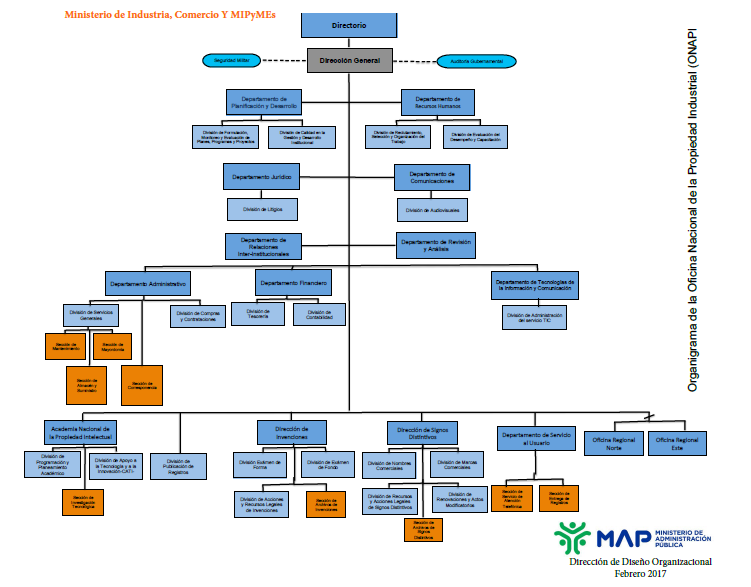 Ministerio de Industria, Comercio Y MIPyMEs
Directorio
Seguridad Militar
Dirección General
Auditoría Gubernamental
Departamento de
Planificación y Desarrollo
Departamento de
Recursos Humanos
División de Formulación,
Monitoreo y Evaluación de
Planes, Programas y Proyectos
División de Calidad en la
Gestión y Desarrollo
Institucional
División de Reclutamiento,
Selección y Organización del
Trabajo
División de Evaluación del
Desempeño y Capacitación
Departamento Jurídico
Departamento de
Comunicaciones
División de Litigios
División de Audiovisuales
Departamento de
Relaciones
Inter-Institucionales
Departamento de Revisión
y Análisis
Departamento Administrativo
Departamento Financiero
Departamento de Tecnologías de
la Información y Comunicación
División de Servicios
Generales
División de Compras
y Contrataciones
División de
Tesorería
División de
Contabilidad
División de Administración
del servicio TIC
Sección de
Mantenimiento
Sección de
Mayordomía
Sección de
Almacén y
Suministro
Sección de
Correspondencia
Academia Nacional de
la Propiedad Intelectual
Dirección de
Invenciones
Dirección de Signos
Distintivos
Departamento de Servicio
al Usuario
Oficina Regional
Norte
Oficina Regional
Este
División de
Programación y
Planeamiento
Académico
División de Apoyo a
la Tecnología y a la
Innovación-CATI-
División de
Publicación de
Registros
División Examen de
Forma
División de Examen
de Fondo
División de Nombres
Comerciales
División de Marcas
Comerciales
Sección de
Investigación
Tecnológica
División de Acciones
y Recursos Legales
de Invenciones
Sección de
Archivos de
Invenciones
División de Recursos
y Acciones Legales
de Signos Distintivos
División de
Renovaciones y Actos
Modificatorios
Sección de
Servicio de
Atención
Telefónica
Sección de
Entrega de
Registros
Sección de
Archivos de
Signos
Distintivos
Organigrama de la Oficina Nacional de la Propiedad Industrial (ONAPI
MAP
MINISTERIO DE
ADMINISTRACIÓN
PÚBLICA
Dirección de Diseño Organizacional
Febrero 2017